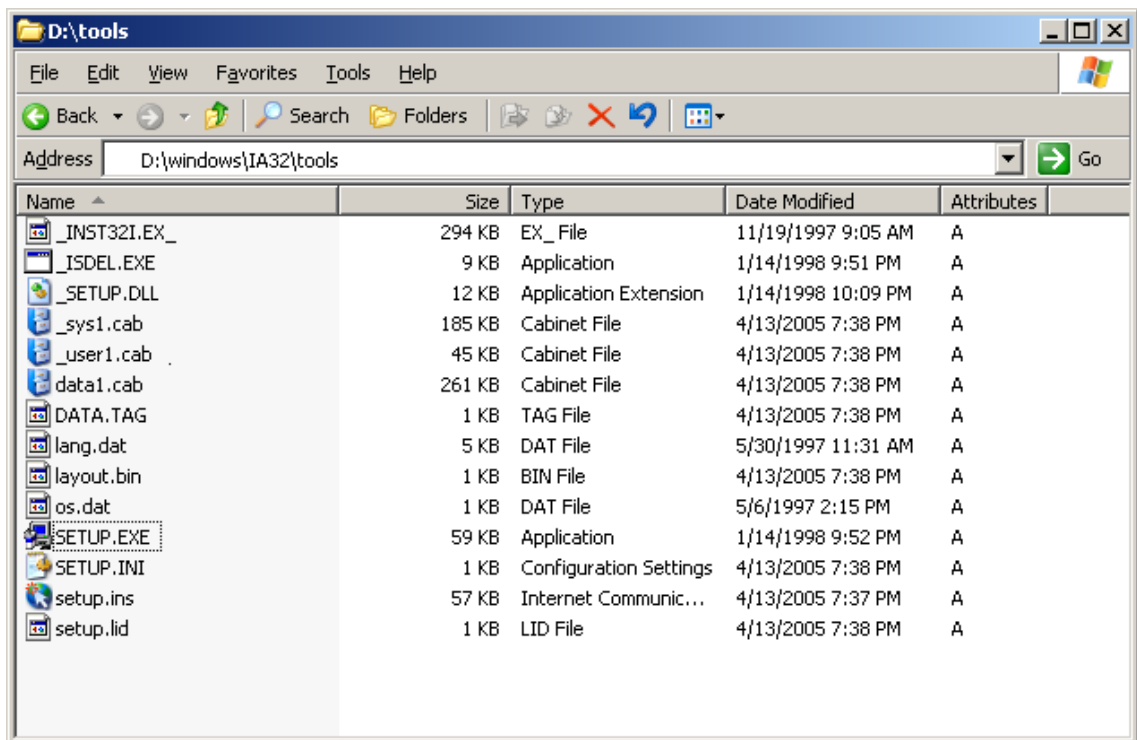 D:\tools
File Edit View Favorites Tools Help
Back Search Folders
Address D:\windows\IA32\tools Go
Name Size Type Date Modified Attributes
_INST32I.EX_ 294 KB EX_ File 11/19/1997 9:05 AM A
_ISDEL.EXE 9 KB Application 1/14/1998 9:51 PM A
_SETUP.DLL 12 KB Application Extension 1/14/1998 10:09 PM A
_sys1.cab 185 KB Cabinet File 4/13/2005 7:38 PM A
_user1.cab 45 KB Cabinet File 4/13/2005 7:38 PM A
data1.cab 261 KB Cabinet File 4/13/2005 7:38 PM A
DATA.TAG 1 KB TAG File 4/13/2005 7:38 PM A
lang.dat 5 KB DAT File 5/30/1997 11:31 AM A
layout.bin 1 KB BIN File 4/13/2005 7:38 PM A
os.dat 1 KB DAT File 5/6/1997 2:15 PM A
SETUP.EXE 59 KB Application 1/14/1998 9:52 PM A
SETUP.INI 1 KB Configuration Settings 4/13/2005 7:38 PM A
setup.ins 57 KB Internet Communic... 4/13/2005 7:37 PM A
setup.lid 1 KB LID File 4/13/2005 7:38 PM A